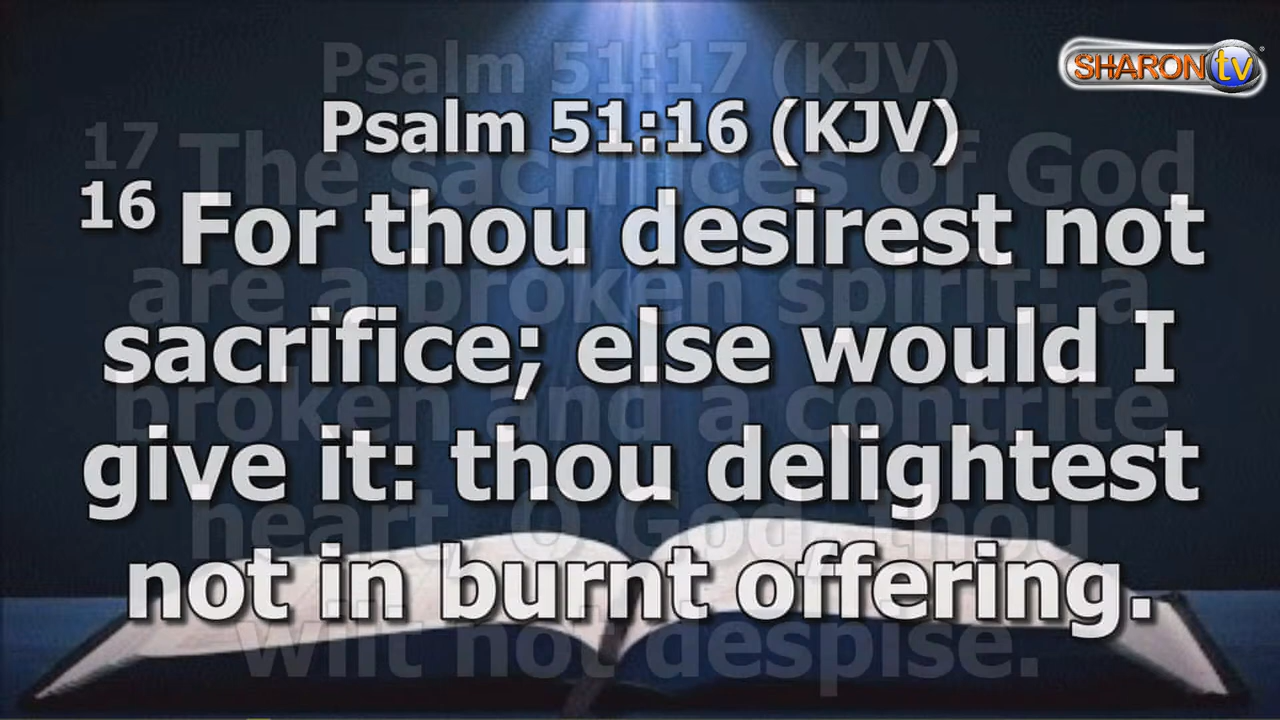 SHARON tv
Psalm 51:17 (KJV)
Psalm 51:16 (KJV)
17 The sacrifices of God
16 For thou desirest not
are a broken spirit: a
sacrifice; else would I
broken and a contrite
give it: thou delightest
heart, O God, thou
not in burnt offering.
wilt not despise.